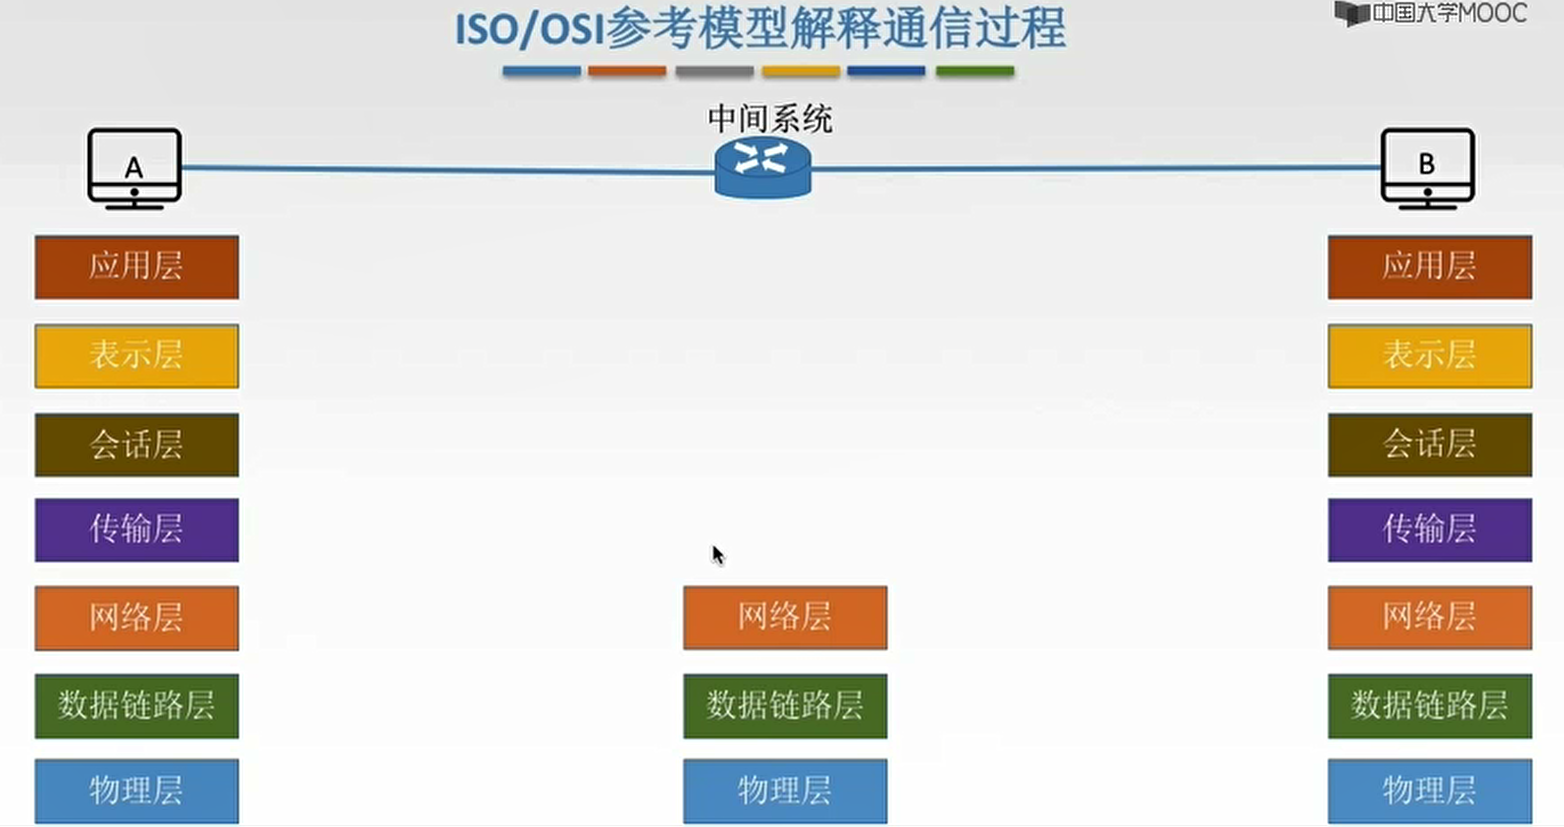 ISO/OSI参考模型解释通信过程
中国大学MOOC
中间系统
A
B
应用层
应用层
表示层
表示层
会话层
会话层
传输层
传输层
网络层
网络层
网络层
数据链路层
数据链路层
数据链路层
物理层
物理层
物理层